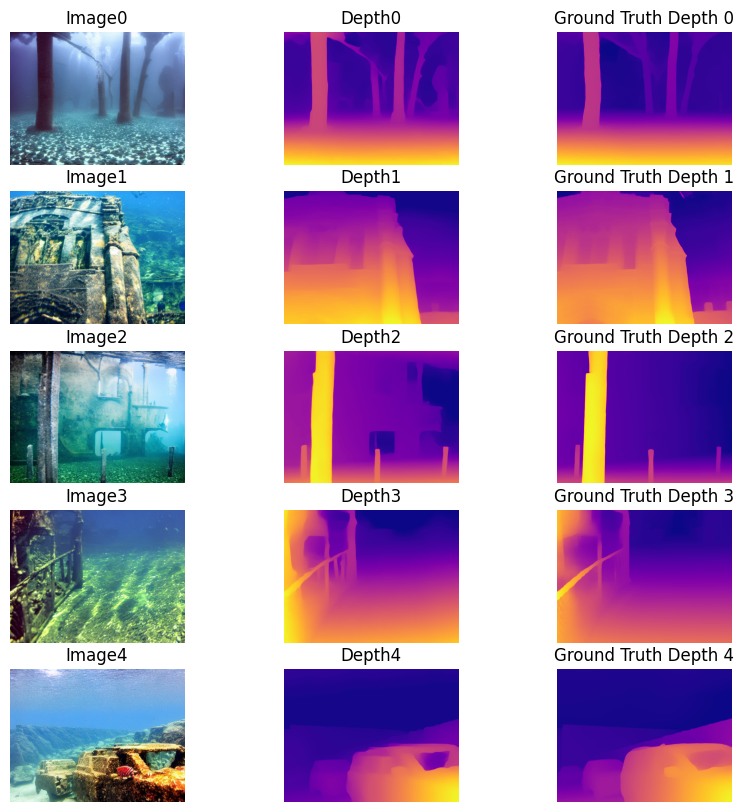 Image0 Depth0 Ground Truth Depth 0
Image1 Depth1 Ground Truth Depth 1
Image2 Depth2 Ground Truth Depth 2
Image3 Depth3 Ground Truth Depth 3
Image4 Depth4 Ground Truth Depth 4